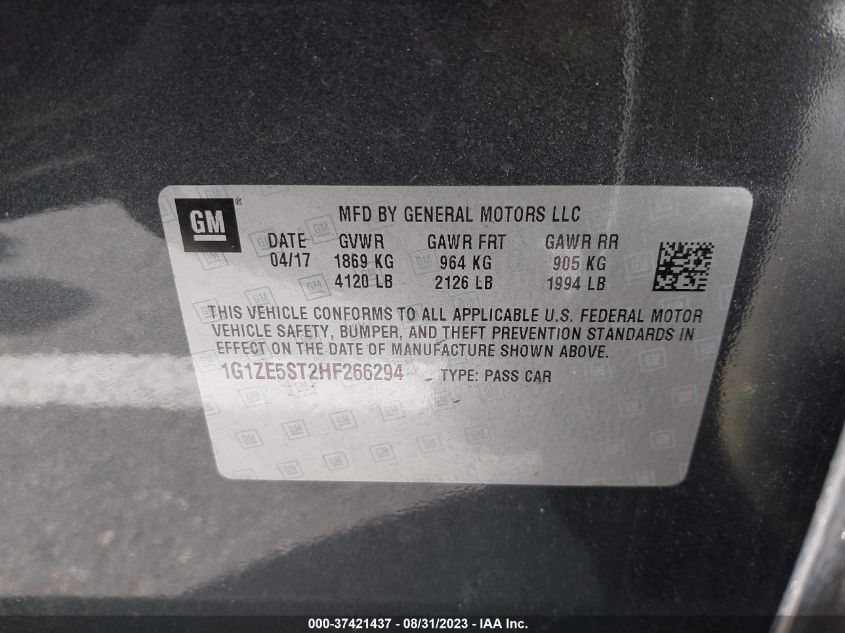 GM ®
MFD BY GENERAL MOTORS LLC
DATE GVWR GAWR FRT GAWR RR
04/17 1869 KG 964 KG 905 KG
4120 LB 2126 LB 1994 LB
THIS VEHICLE CONFORMS TO ALL APPLICABLE U.S. FEDERAL MOTOR
VEHICLE SAFETY, BUMPER, AND THEFT PREVENTION STANDARDS IN
EFFECT ON THE DATE OF MANUFACTURE SHOWN ABOVE.
1G1ZE5ST2HF266294 TYPE: PASS CAR
000-37421437 - 08/31/2023 - IAA Inc.